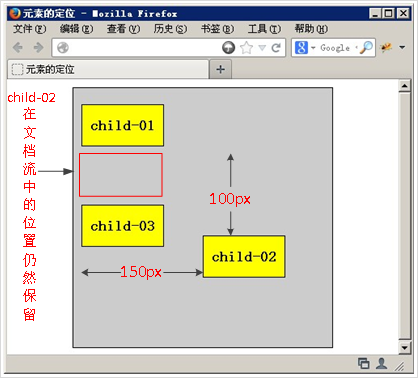 元素的定位 - Mozilla Firefox
文件(F) 编辑(E) 查看(V) 历史(S) 书签(B) 工具(T) 帮助(H)
Google
元素的定位
child-02
在文档流中的位置仍然保留
child-01
child-03
100px
child-02
150px